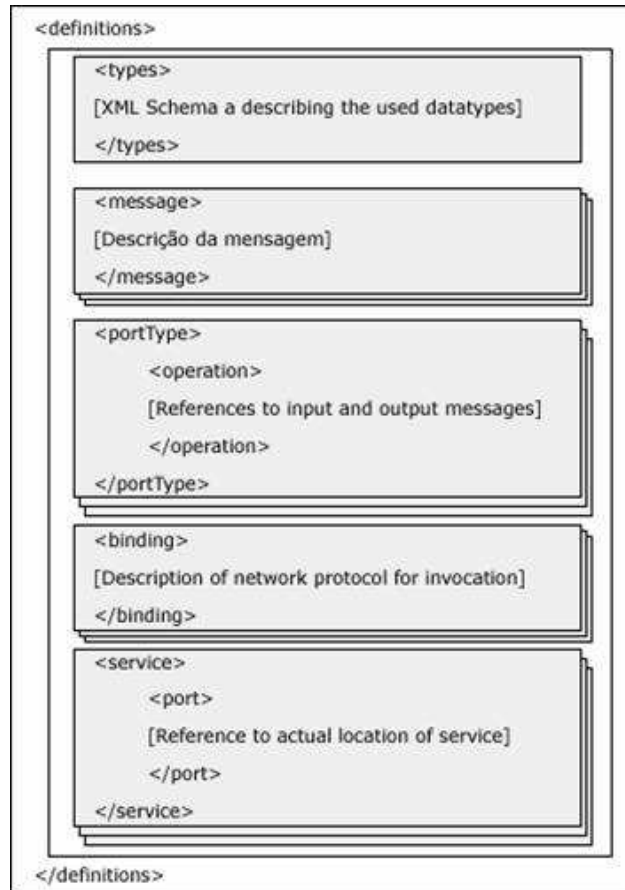 <definitions>
<types>
[XML Schema a describing the used datatypes]
</types>
<message>
[Descrição da mensagem]
</message>
<portType>
<operation>
[References to input and output messages]
</operation>
</portType>
<binding>
[Description of network protocol for invocation]
</binding>
<service>
<port>
[Reference to actual location of service]
</port>
</service>
</definitions>